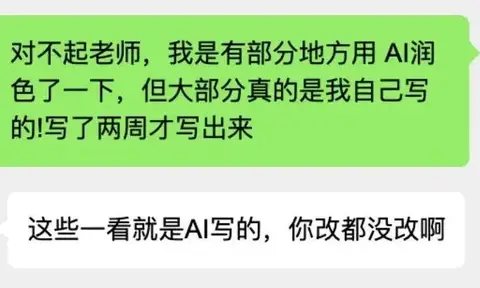 对不起老师，我是有部分地方用 AI润
色了一下，但大部分真的是我自己写
的!写了两周才写出来
这些一看就是AI写的，你改都没改啊